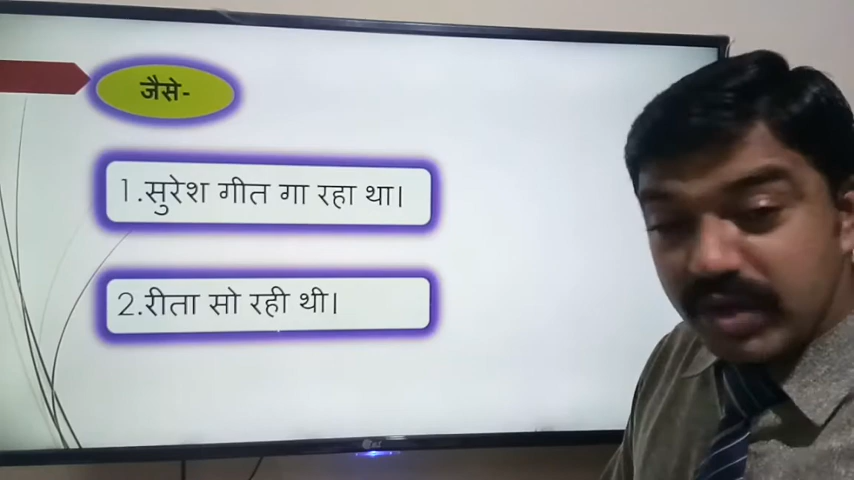 जैसे-
1.सुरेश गीत गा रहा था।
2.रीता सो रही थी।